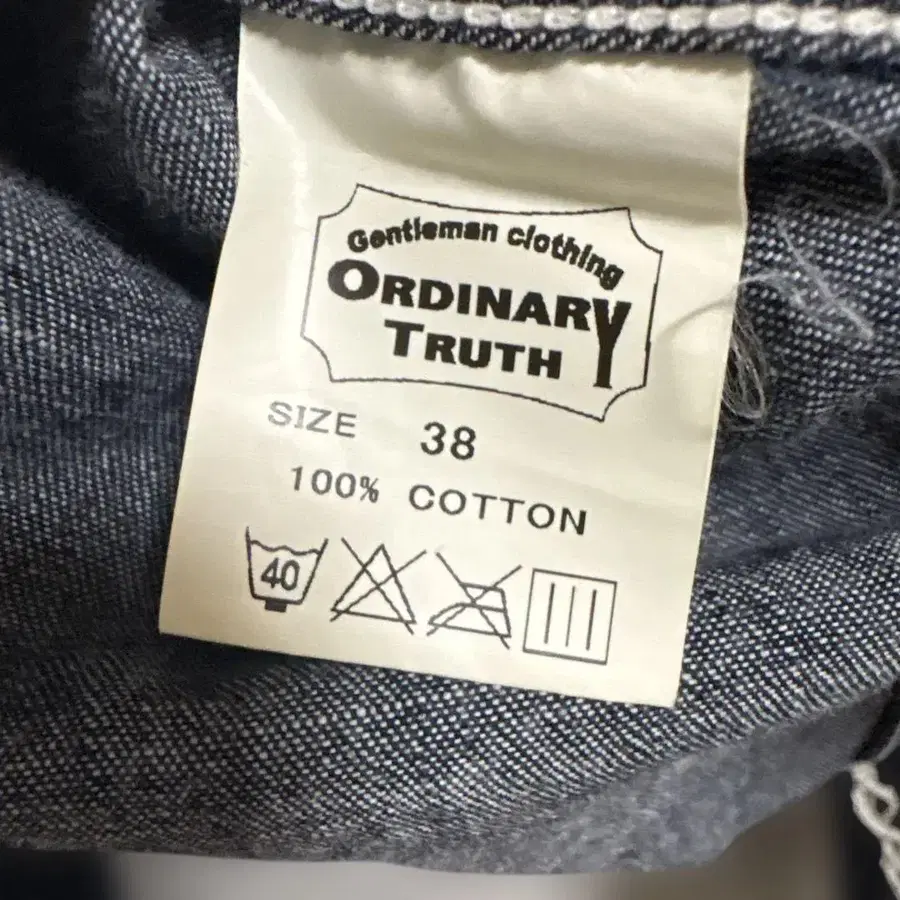 Gentleman clothing
ORDINARY
TRUTH
SIZE 38
100% COTTON
40